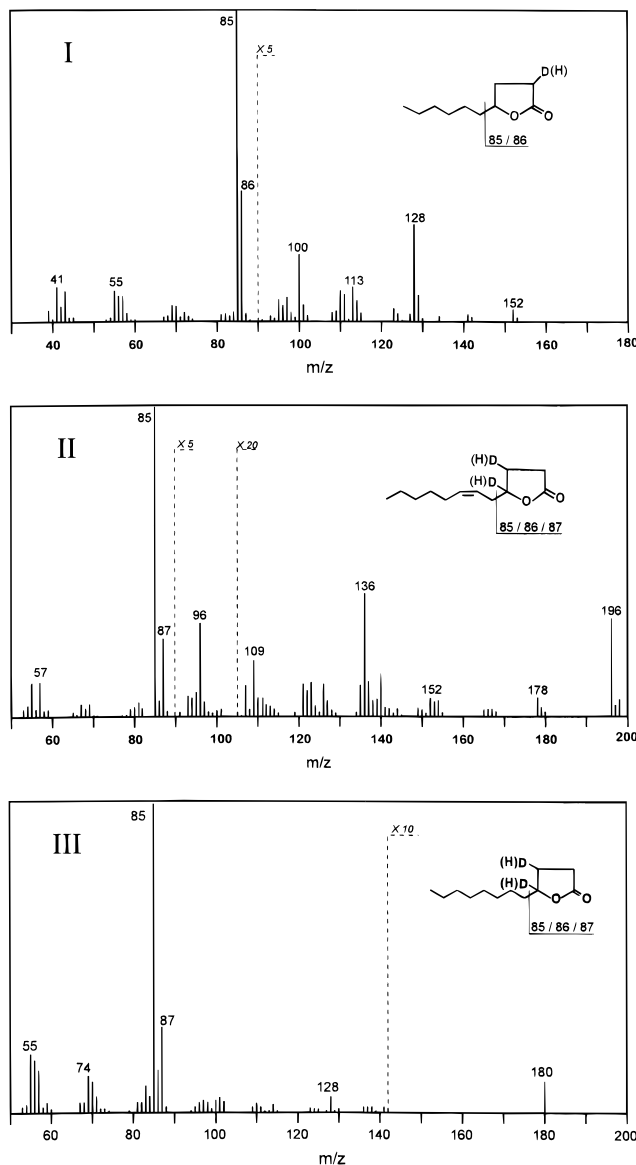 85
I
X 5
D(H)
O
O
85 / 86
86
128
100
41
55
113
152
40
60
80
100
120
140
160
180
m/z
85
II
X 5
X 20
(H)D
(H)D
O
O
85 / 86 / 87
136
196
96
87
109
57
152
178
60
80
100
120
140
160
180
200
m/z
85
III
X 10
(H)D
(H)D
O
O
85 / 86 / 87
87
55
74
128
180
60
80
100
120
140
160
180
200
m/z